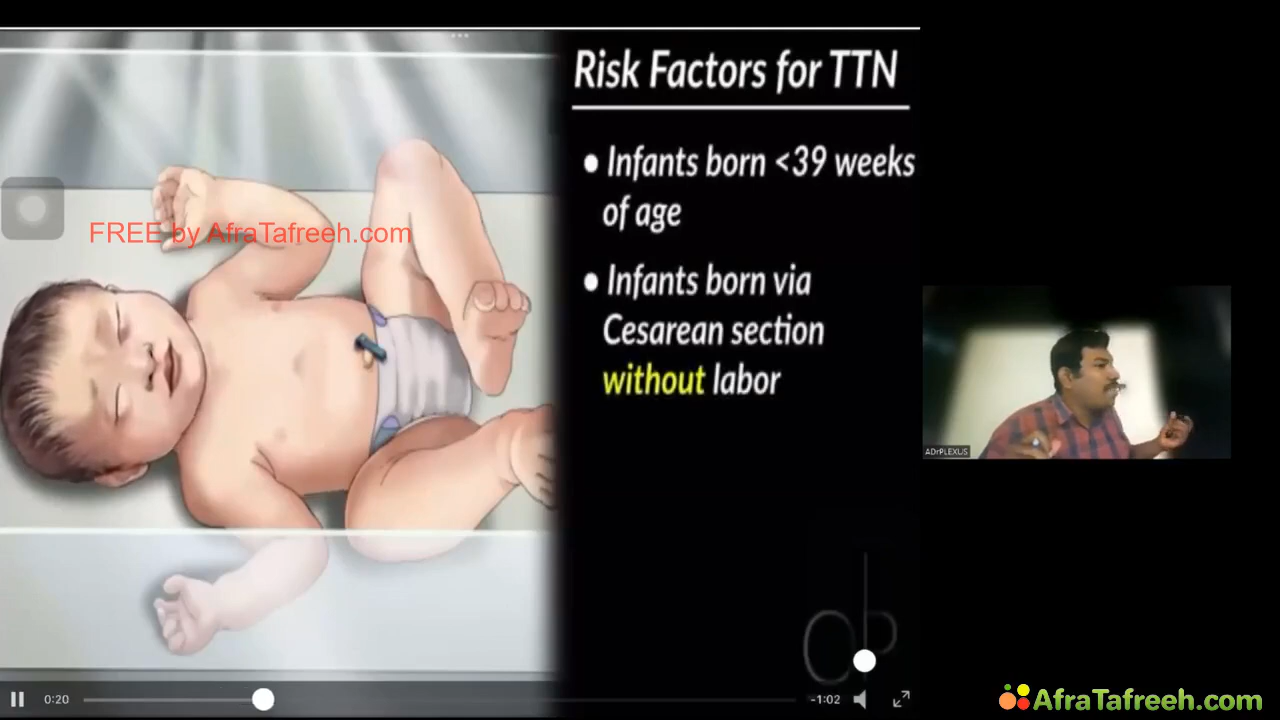 Risk Factors for TTN
• Infants born <39 weeks
of age
• Infants born via
Cesarean section
without labor
FREE by AfraTafreeh.com
ADrPLEXUS
0:20
-1:02
AfraTafreeh.com